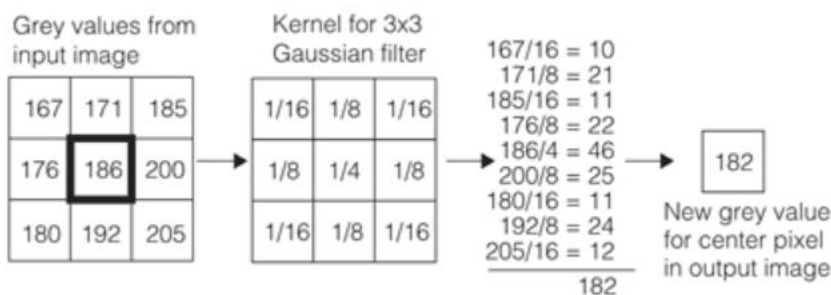 Grey values from
input image
167 171 185
176 186 200
180 192 205
Kernel for 3x3
Gaussian filter
1/16 1/8 1/16
1/8 1/4 1/8
1/16 1/8 1/16
167/16 = 10
171/8 = 21
185/16 = 11
176/8 = 22
186/4 = 46
200/8 = 25
180/16 = 11
192/8 = 24
205/16 = 12
182
182
New grey value
for center pixel
in output image